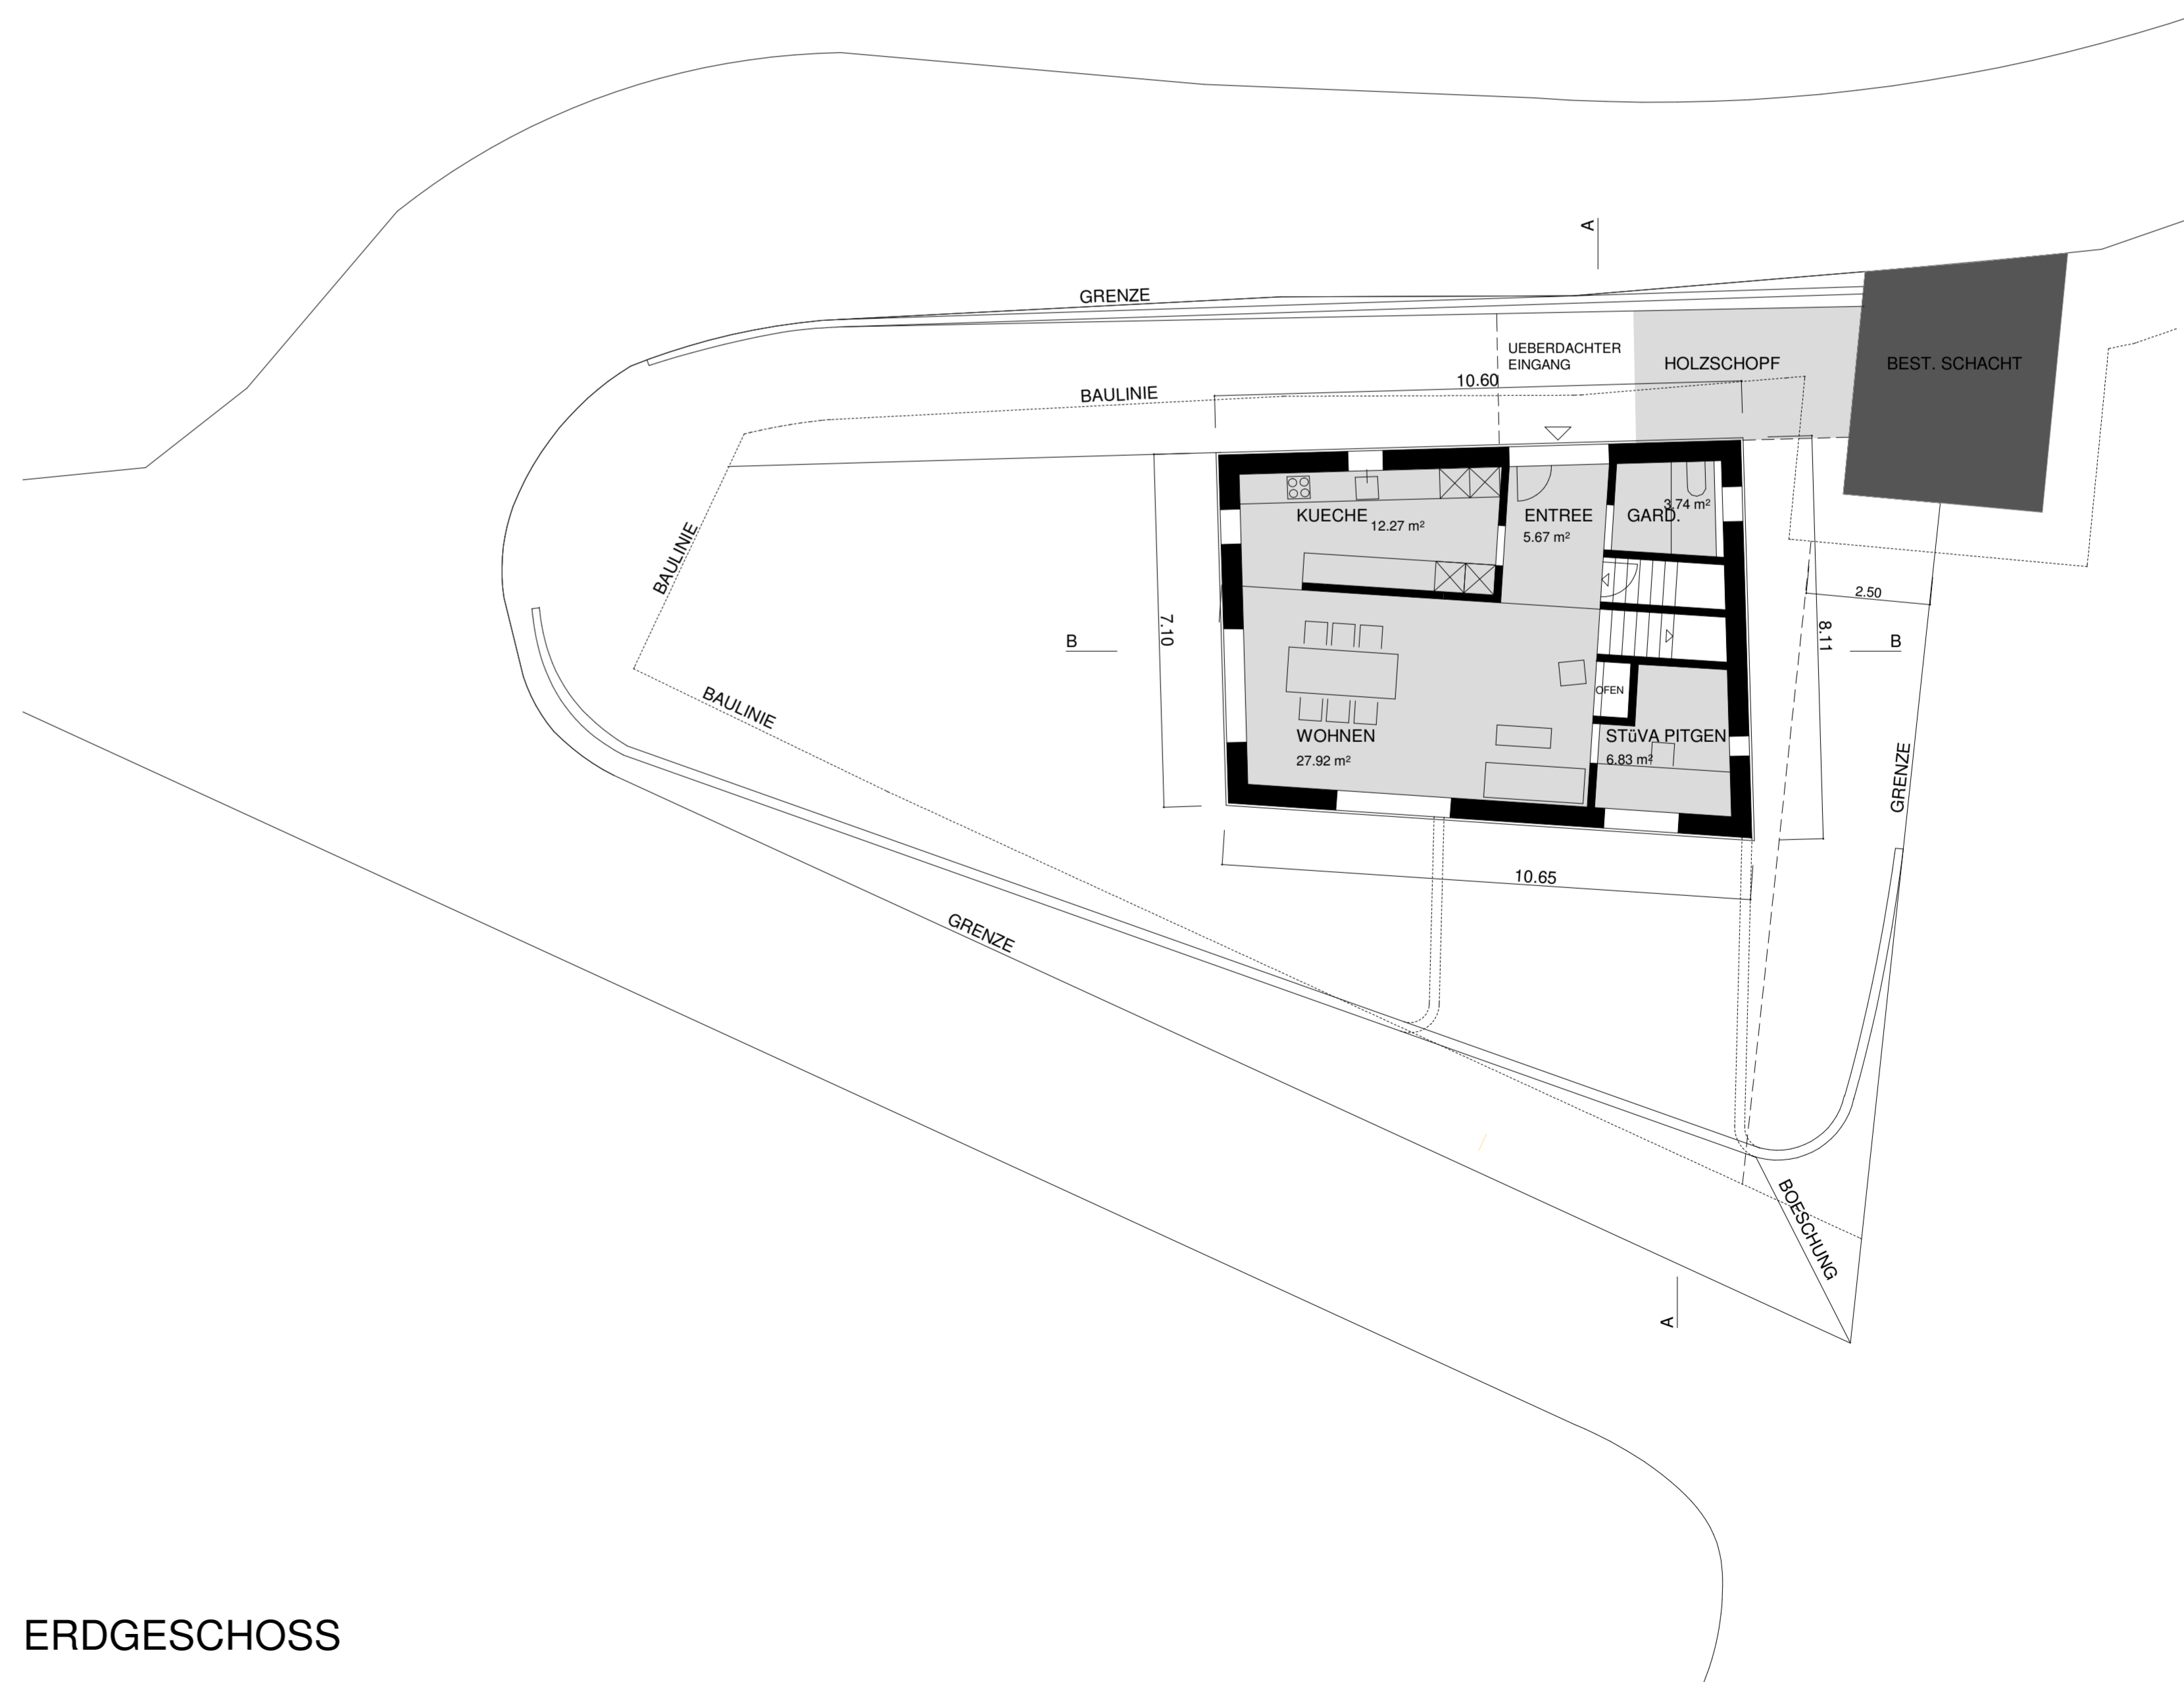 A
GRENZE
UEBERDACHTER
EINGANG
HOLZSCHOPF
BEST. SCHACHT
10.60
BAULINIE
3.74 m²
KUECHE
12.27 m²
ENTREE
GARD.
5.67 m²
BAULINIE
2.50
7.10
8.11
B
B
OFEN
BAULINIE
WOHNEN
STüVA PITGEN
27.92 m²
6.83 m²
GRENZE
10.65
GRENZE
BOESCHUNG
A
ERDGESCHOSS